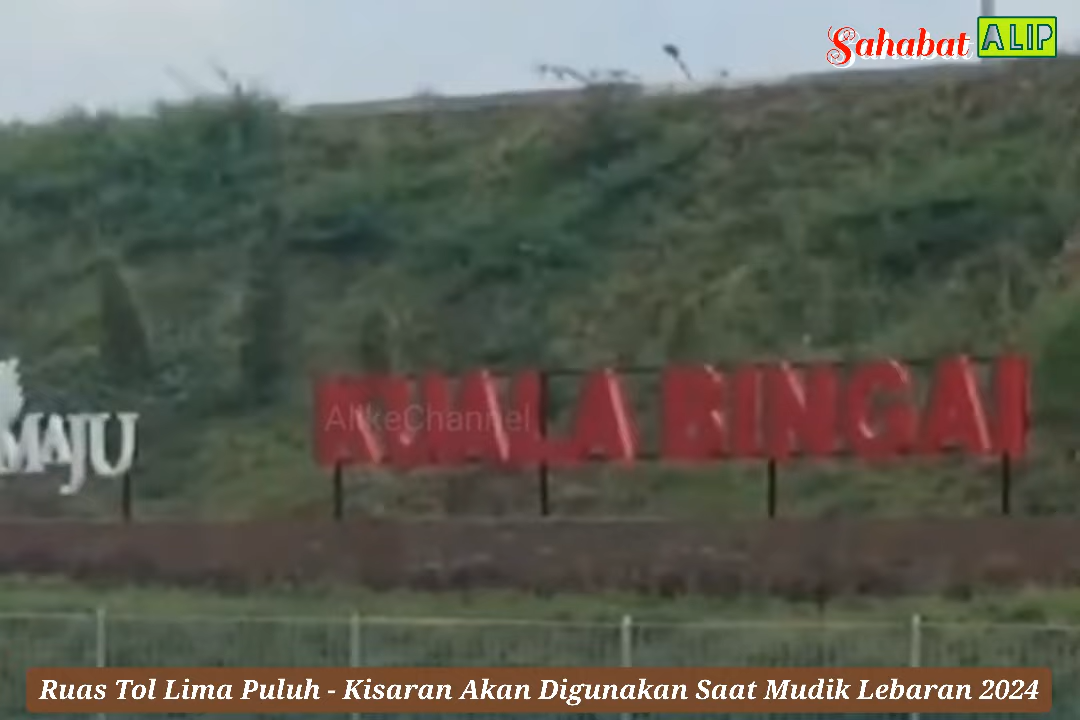 Sahabat ALIP
MAJU
KUALA BINGAI
AlikeChannel
Ruas Tol Lima Puluh - Kisaran Akan Digunakan Saat Mudik Lebaran 2024